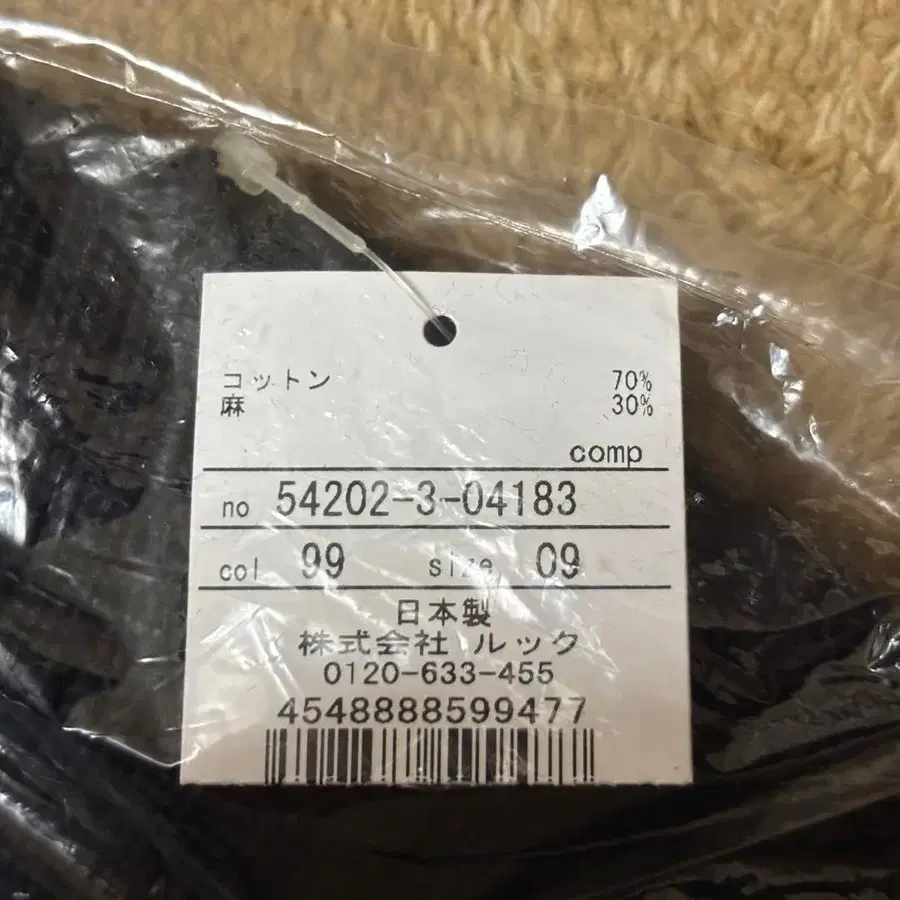 コットン 70%
麻 30%
comp
no 54202-3-04183
col 99 size 09
日本製
株式会社 ルッタ
0120-633-455
4548888599477